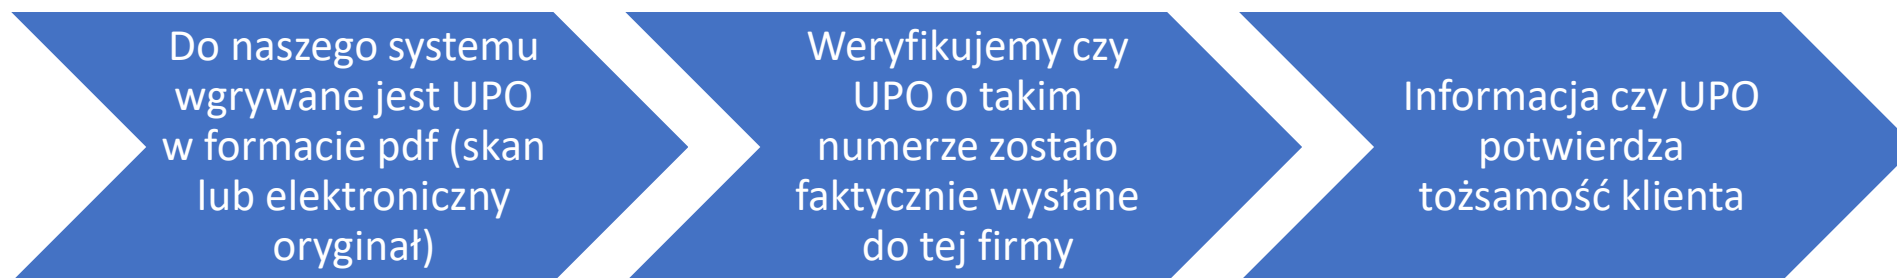 Do naszego systemu
wgrywane jest UPO
w formacie pdf (skan
lub elektroniczny
oryginał)
Weryfikujemy czy
UPO o takim
numerze zostało
faktycznie wysłane
do tej firmy
Informacja czy UPO
potwierdza
tożsamość klienta